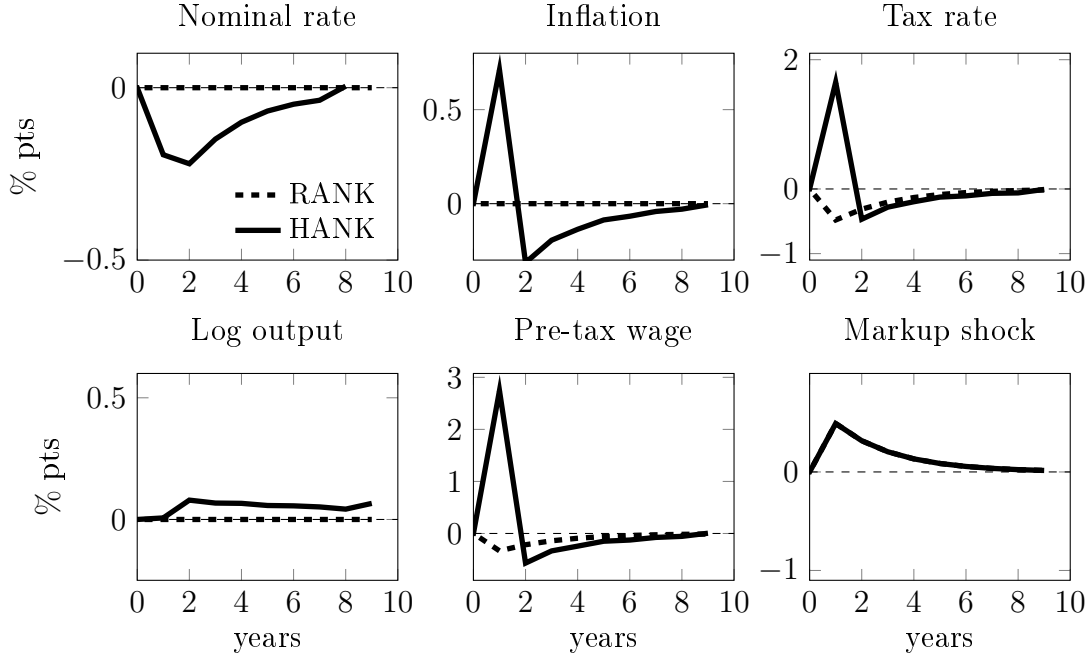 Nominal rate
Inflation
Tax rate
% pts
0
−0.5
RANK
HANK
0 2 4 6 8 10
0.5
0
0 2 4 6 8 10
2
0
−1
0 2 4 6 8 10
Log output
Pre-tax wage
Markup shock
% pts
0.5
0
0 2 4 6 8 10
years
3
2
1
0
0 2 4 6 8 10
years
0
−1
0 2 4 6 8 10
years